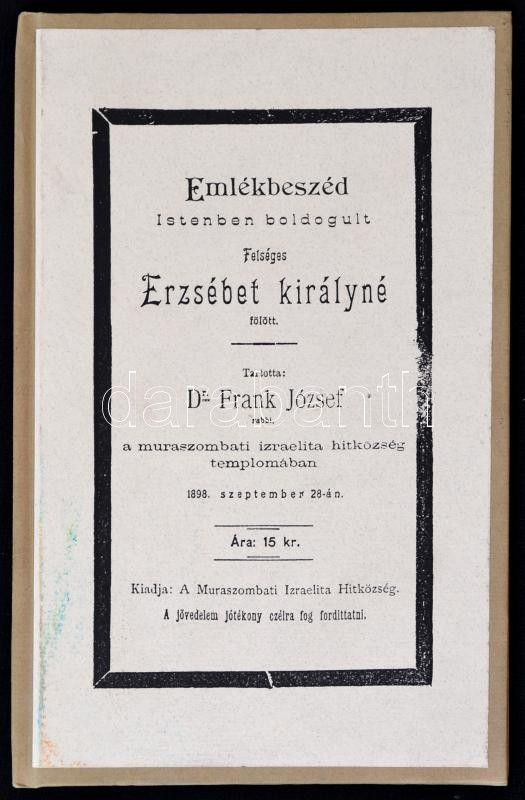 Emlékbeszéd
Istenben boldogult
Felséges
Erzsébet királyné
fölött.
Tartotta:
Dr. Frank József
rabbi,
a muraszombati izraelita hitközség
templomában
1898. szeptember 28-án.
Ára: 15 kr.
Kiadja: A Muraszombati Izraelita Hitközség.
A jövedelem jótékony czélra fog fordittatni.
darabanth